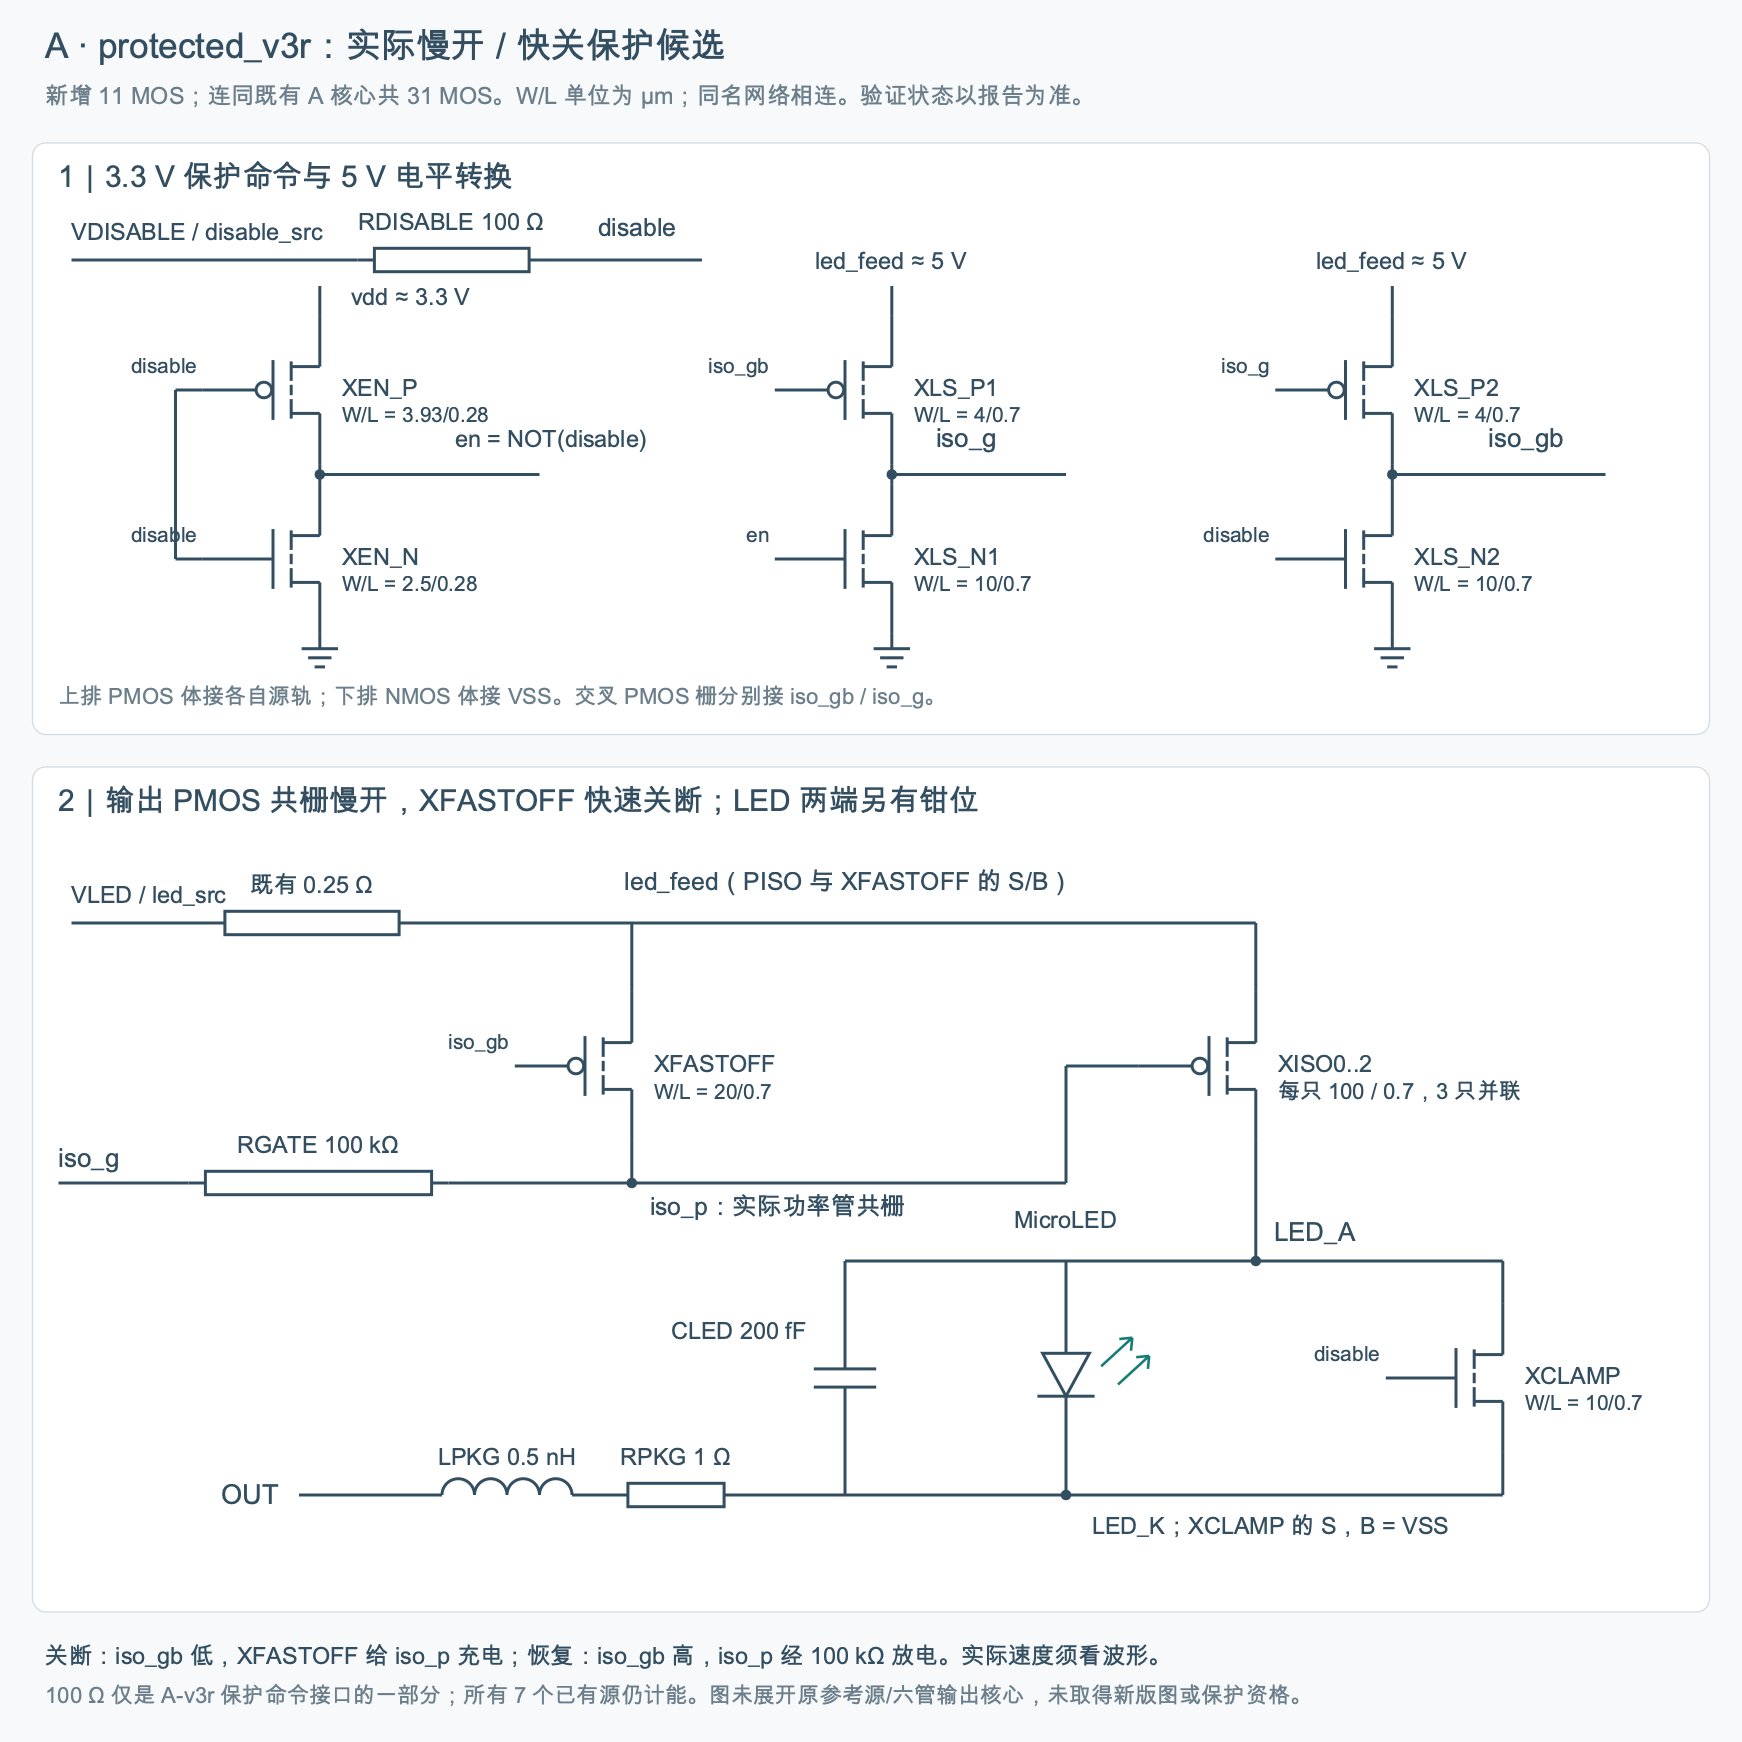 A · protected_v3r：实际慢开 / 快关保护候选
新增 11 MOS；连同既有 A 核心共 31 MOS。W/L 单位为 µm；同名网络相连。验证状态以报告为准。
1｜3.3 V 保护命令与 5 V 电平转换
VDISABLE / disable_src
RDISABLE 100 Ω
disable
vdd ≈ 3.3 V
led_feed ≈ 5 V
led_feed ≈ 5 V
disable
XEN_P
W/L = 3.93/0.28
iso_gb
XLS_P1
W/L = 4/0.7
iso_g
XLS_P2
W/L = 4/0.7
en = NOT(disable)
iso_g
iso_gb
disable
XEN_N
W/L = 2.5/0.28
en
XLS_N1
W/L = 10/0.7
disable
XLS_N2
W/L = 10/0.7
上排 PMOS 体接各自源轨；下排 NMOS 体接 VSS。交叉 PMOS 栅分别接 iso_gb / iso_g。
2｜输出 PMOS 共栅慢开，XFASTOFF 快速关断；LED 两端另有钳位
VLED / led_src
既有 0.25 Ω
led_feed（PISO 与 XFASTOFF 的 S/B）
iso_gb
XFASTOFF
W/L = 20/0.7
XISO0..2
每只 100 / 0.7，3 只并联
iso_g
RGATE 100 kΩ
iso_p：实际功率管共栅
MicroLED
LED_A
CLED 200 fF
disable
XCLAMP
W/L = 10/0.7
OUT
LPKG 0.5 nH
RPKG 1 Ω
LED_K；XCLAMP 的 S，B = VSS
关断：iso_gb 低，XFASTOFF 给 iso_p 充电；恢复：iso_gb 高，iso_p 经 100 kΩ 放电。实际速度须看波形。
100 Ω 仅是 A-v3r 保护命令接口的一部分；所有 7 个已有源仍计能。图未展开原参考源/六管输出核心，未取得新版图或保护资格。